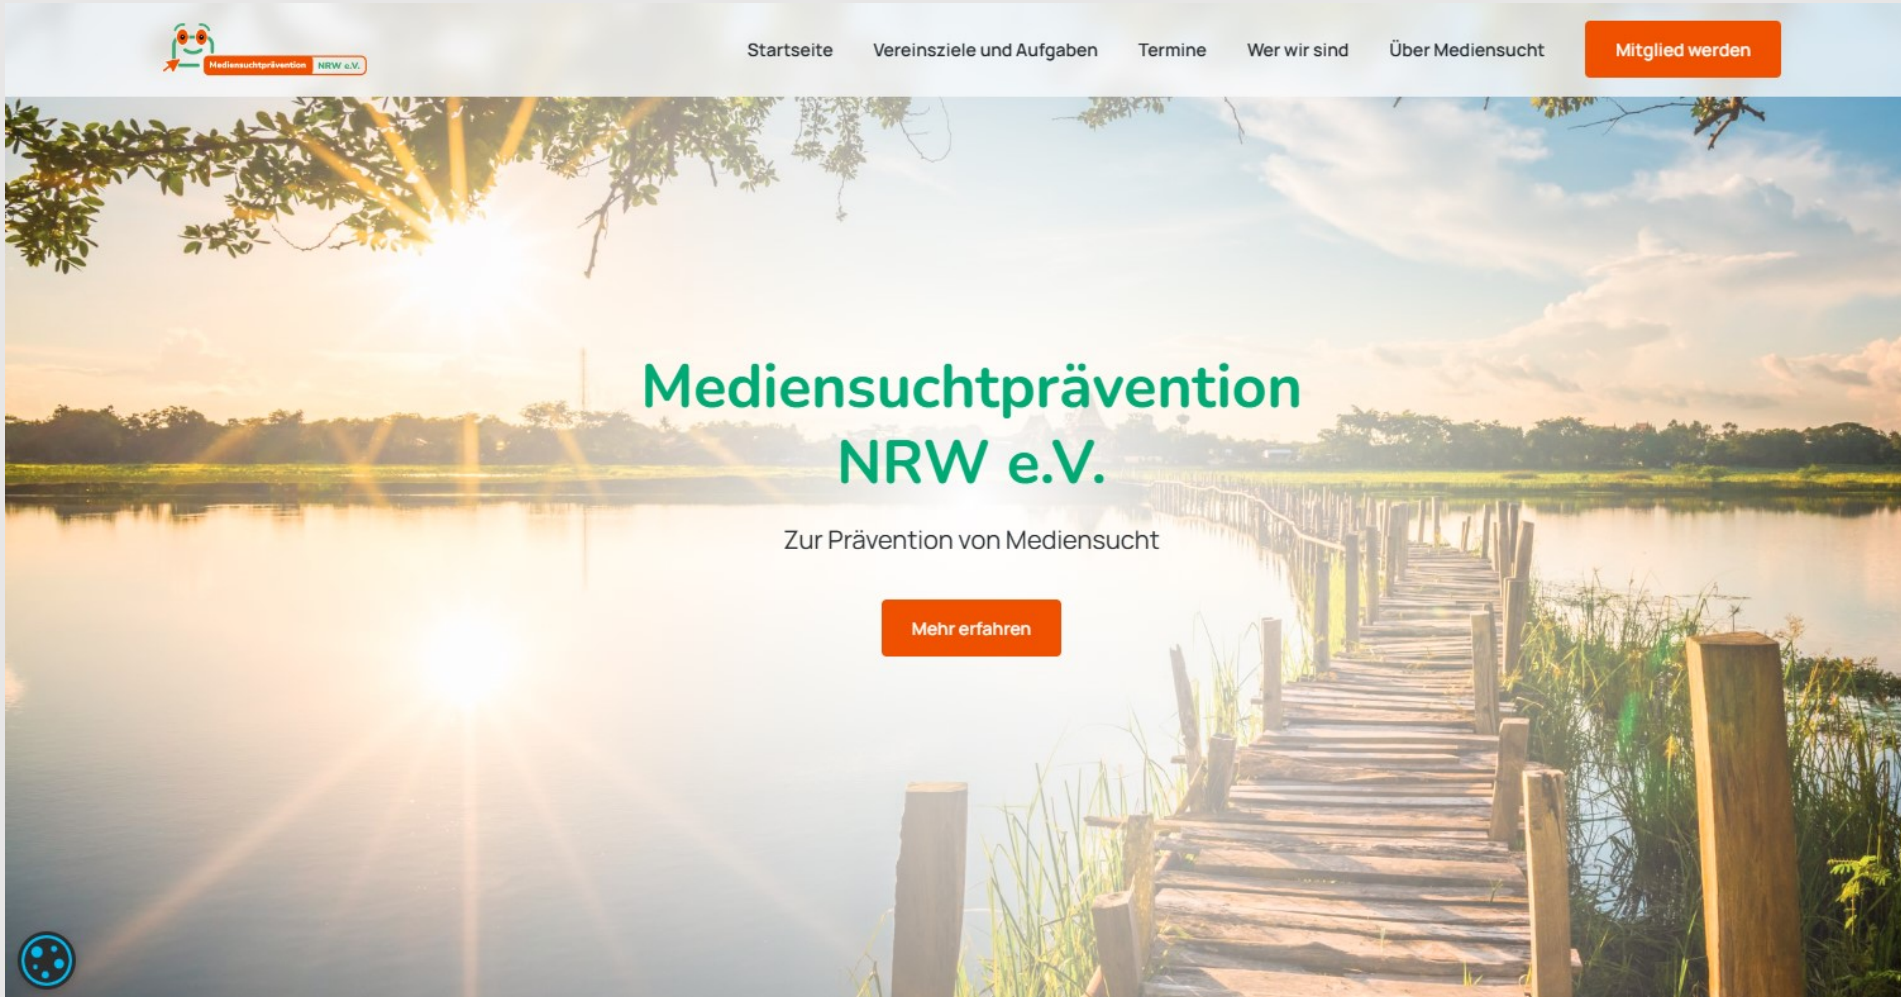 Mediensuchtprävention NRW e.V.
Startseite Vereinsziele und Aufgaben Termine Wer wir sind Über Mediensucht Mitglied werden
Mediensuchtprävention
NRW e.V.
Zur Prävention von Mediensucht
Mehr erfahren